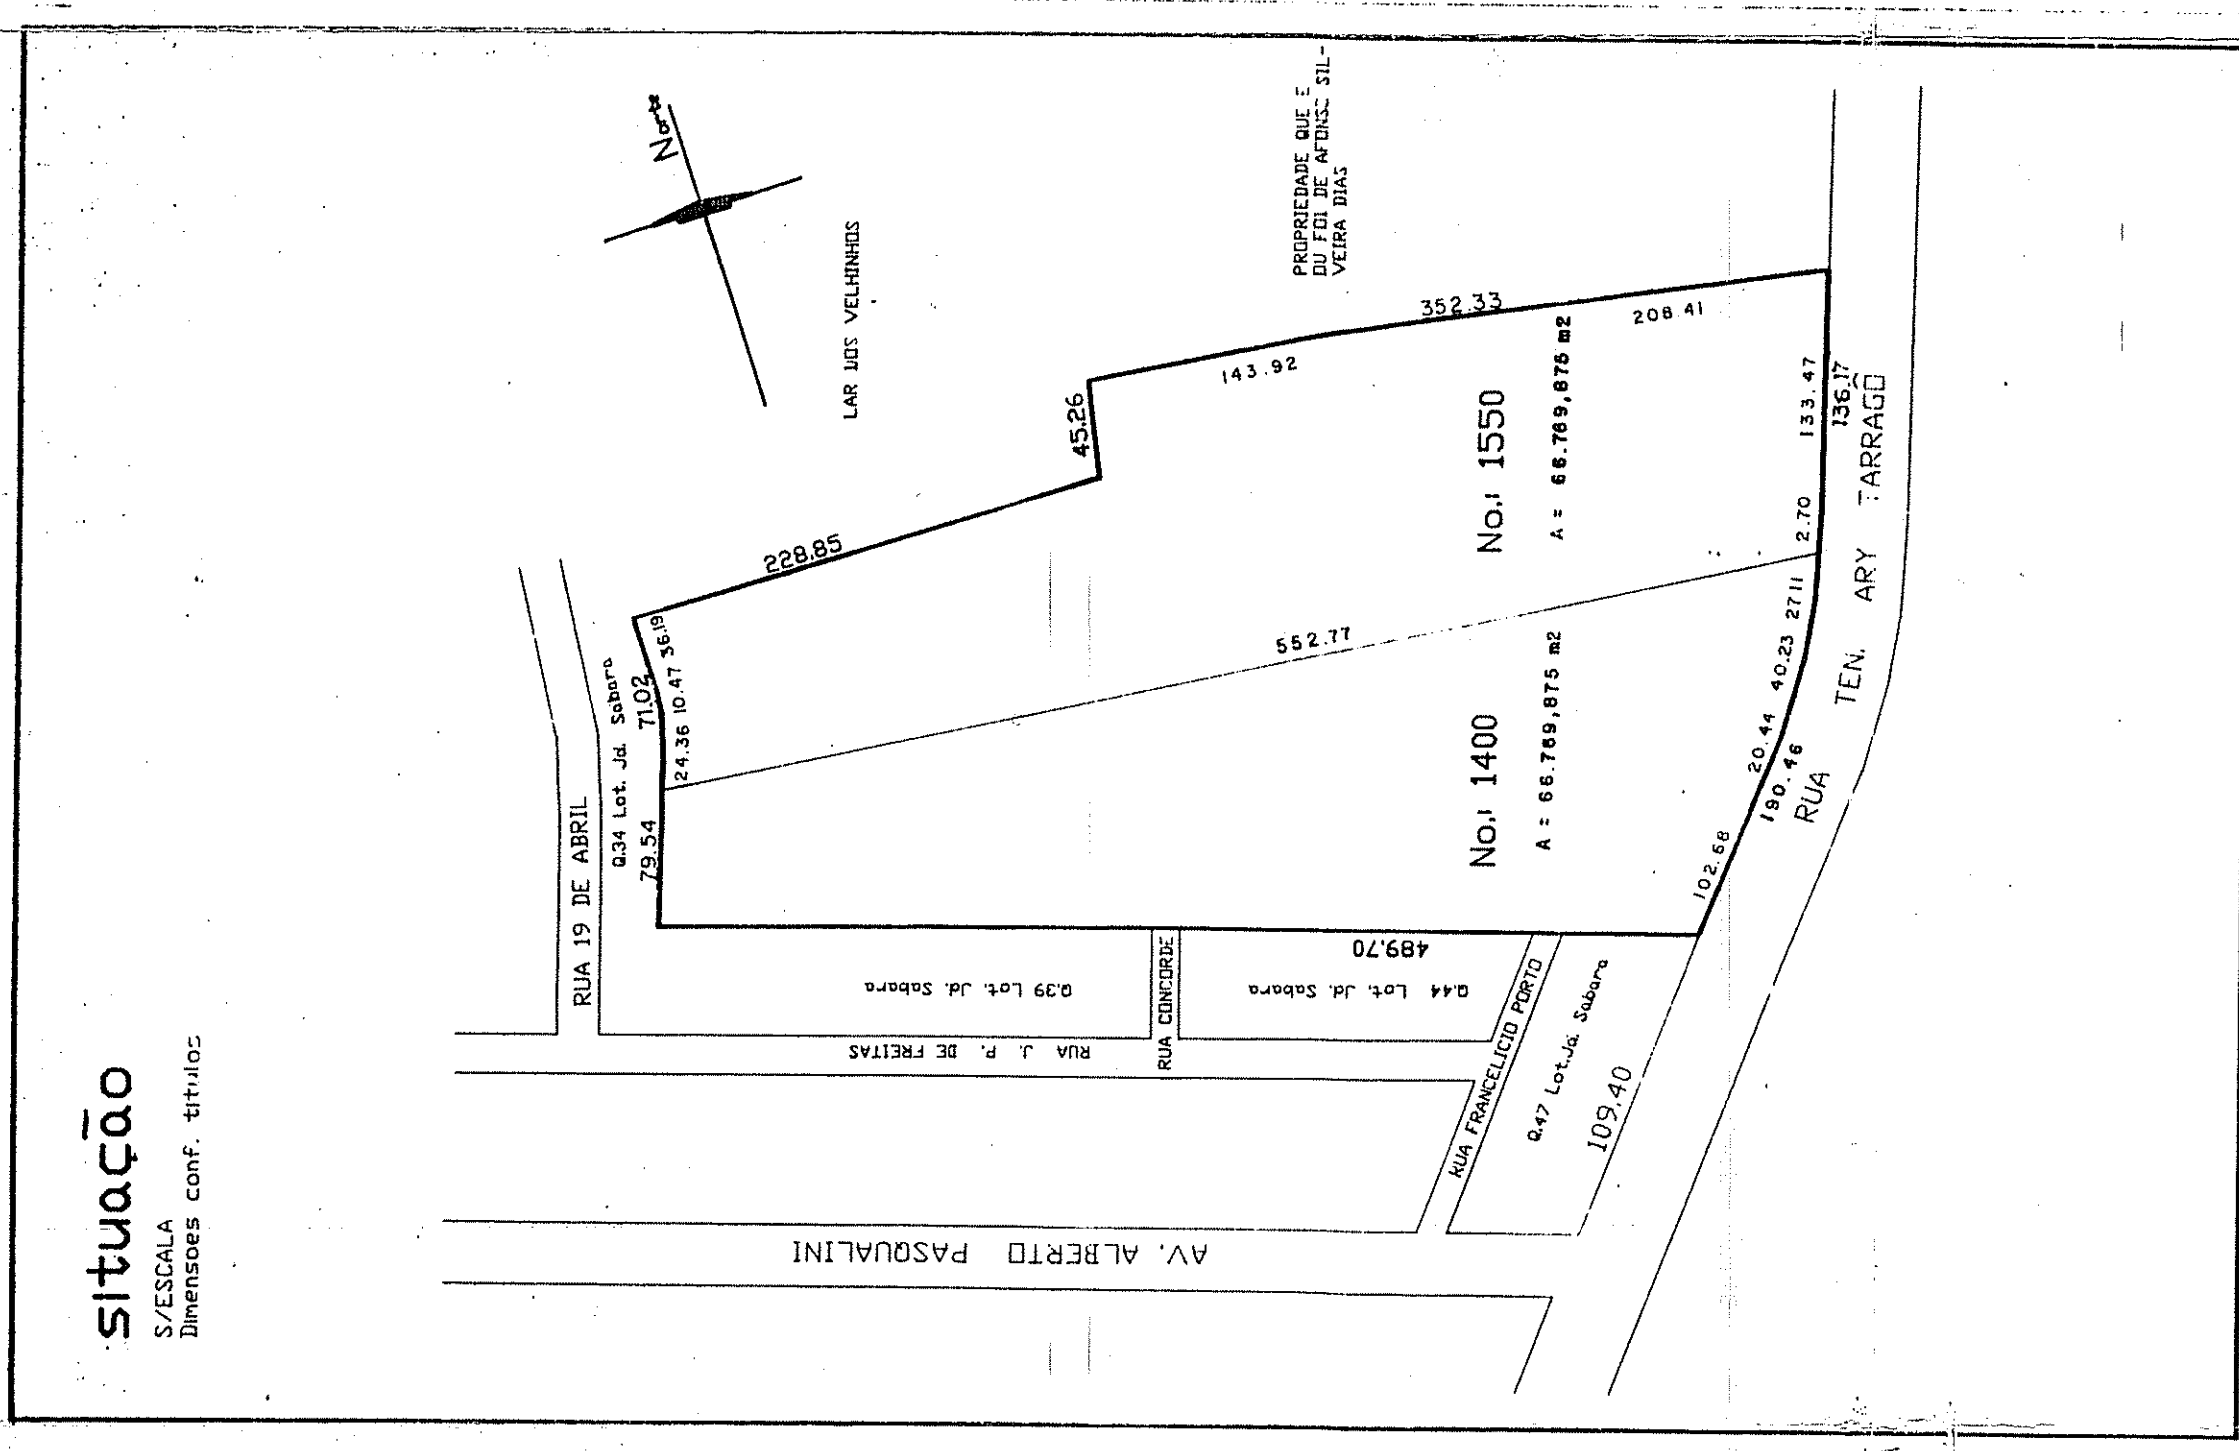 situação
S/ESCALA
Dimensoes conf. titulos
Norte
LAR DOS VELHINHOS
PROPRIEDADE QUE E
OU FOI DE AFONSO SIL-
VEIRA DIAS
RUA 19 DE ABRIL
Q.34 Lot. Jd. Sabara
79.54
71.02
24.36
10.47
36.19
228.85
45.26
143.92
352.33
208.41
No.: 1550
A = 66.769,875 m2
133.47
136.17
2.70
552.77
No.: 1400
A = 66.769,875 m2
27.11
40.23
20.44
190.46
102.68
RUA TEN. ARY TARRAGÔ
489.70
Q.39 Lot. Jd. Sabara
RUA CONCORDE
Q.44 Lot. Jd. Sabara
RUA J. P. DE FREITAS
RUA FRANCELICIO PORTO
Q.47 Lot.Jd. Sabara
109.40
AV. ALBERTO PASQUALINI